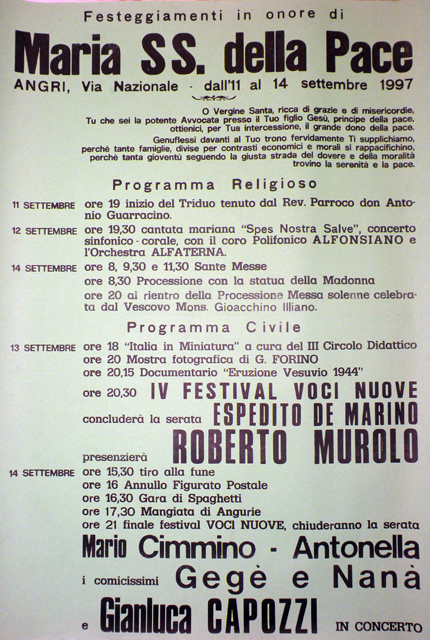 Festeggiamenti in onore di
Maria SS. della Pace
ANGRI, Via Nazionale - dall'11 al 14 settembre 1997
O Vergine Santa, ricca di grazie e di misericordie,
Tu che sei la potente Avvocata presso il Tuo figlio Gesù, principe della pace,
ottienici, per Tua intercessione, il grande dono della pace.
Genuflessi davanti al Tuo trono fervidamente Ti supplichiamo,
perché tante famiglie, divise per contrasti economici e morali si rappacifichino,
perché tanta gioventù seguendo la giusta strada del dovere e della moralità
trovino la serenità e la pace.
Programma Religioso
11 SETTEMBRE ore 19 inizio del Triduo tenuto dal Rev. Parroco don Anto-
nio Guarracino.
12 SETTEMBRE ore 19,30 cantata mariana "Spes Nostra Salve", concerto
sinfonico-corale, con il coro Polifonico ALFONSIANO e
l'Orchestra ALFATERNA.
14 SETTEMBRE ore 8, 9,30 e 11,30 Sante Messe
ore 8,30 Processione con la statua della Madonna
ore 20 al rientro della Processione Messa solenne celebra-
ta dal Vescovo Mons. Gioacchino Illiano.
Programma Civile
13 SETTEMBRE ore 18 "Italia in Miniatura" a cura del III Circolo Didattico
ore 20 Mostra fotografica di G. FORINO
ore 20,15 Documentario "Eruzione Vesuvio 1944"
ore 20,30 IV FESTIVAL VOCI NUOVE
concluderà la serata ESPEDITO DE MARINO
presenzierà ROBERTO MUROLO
14 SETTEMBRE ore 15,30 tiro alla fune
ore 16 Annullo Figurato Postale
ore 16,30 Gara di Spaghetti
ore 17,30 Mangiata di Angurie
ore 21 finale festival VOCI NUOVE, chiuderanno la serata
Mario Cimmino - Antonella
i comicissimi Gegè e Nanà
e Gianluca CAPOZZI IN CONCERTO